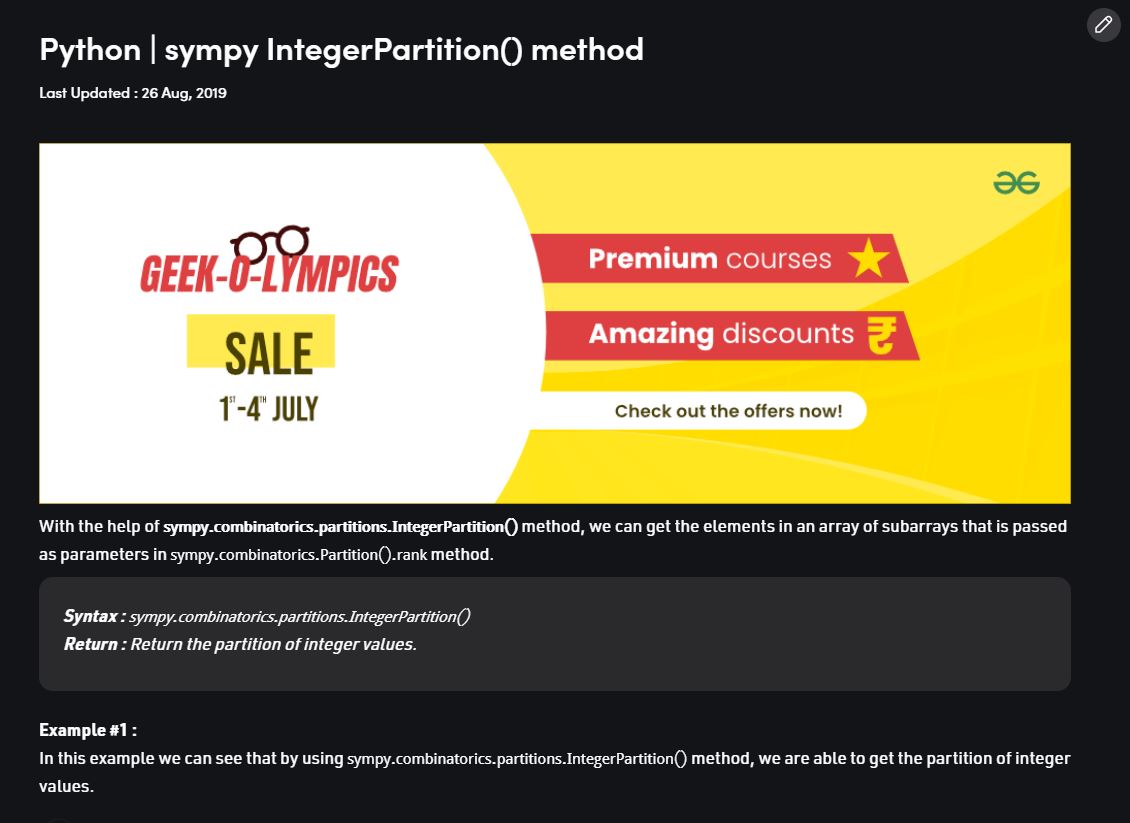 Python | sympy IntegerPartition() method
Last Updated : 26 Aug, 2019
GEEK-O-LYMPICS
SALE
1ST-4TH JULY
Premium courses
Amazing discounts ₹
Check out the offers now!
With the help of sympy.combinatorics.partitions.IntegerPartition() method, we can get the elements in an array of subarrays that is passed
as parameters in sympy.combinatorics.Partition().rank method.
Syntax : sympy.combinatorics.partitions.IntegerPartition()
Return : Return the partition of integer values.
Example #1 :
In this example we can see that by using sympy.combinatorics.partitions.IntegerPartition() method, we are able to get the partition of integer
values.